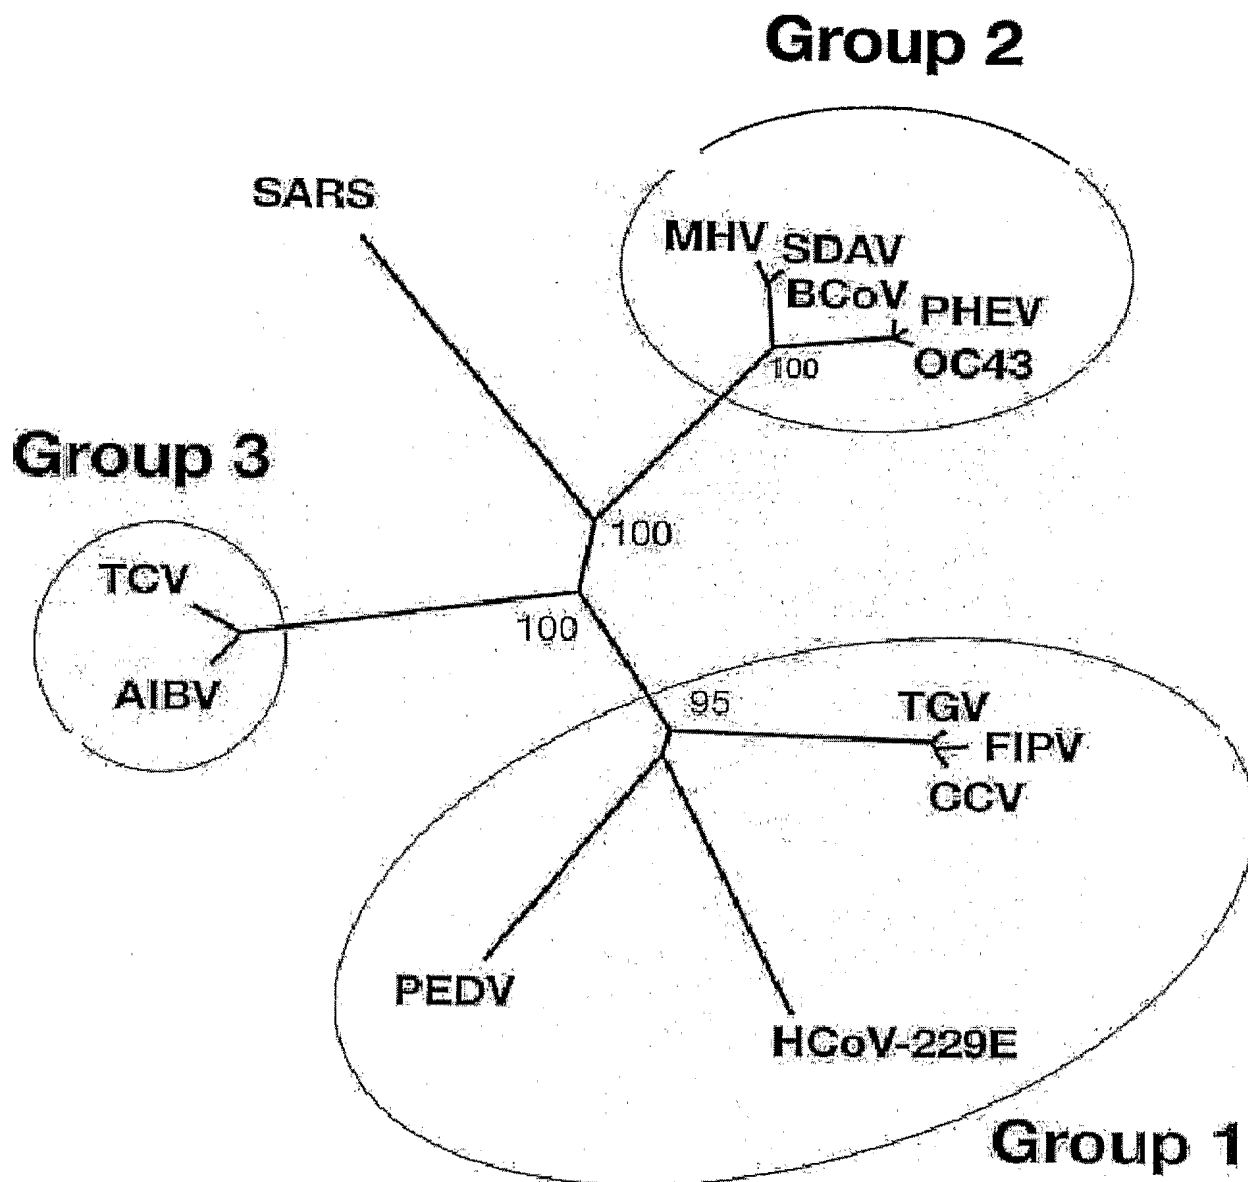 Group 2
SARS
MHV
SDAV
BCoV
PHEV
OC43
100
Group 3
100
TCV
100
AIBV
95
TGV
FIPV
CCV
PEDV
HCoV-229E
Group 1